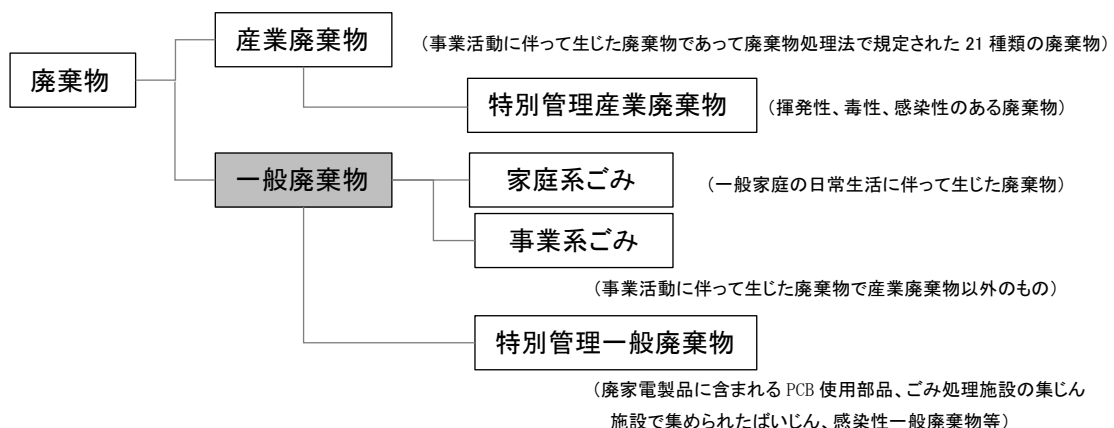 産業廃棄物
（事業活動に伴って生じた廃棄物であって廃棄物処理法で規定された 21 種類の廃棄物）
廃棄物
特別管理産業廃棄物
（揮発性、毒性、感染性のある廃棄物）
一般廃棄物
家庭系ごみ
（一般家庭の日常生活に伴って生じた廃棄物）
事業系ごみ
（事業活動に伴って生じた廃棄物で産業廃棄物以外のもの）
特別管理一般廃棄物
（廃家電製品に含まれる PCB 使用部品、ごみ処理施設の集じん
施設で集められたばいじん、感染性一般廃棄物等）